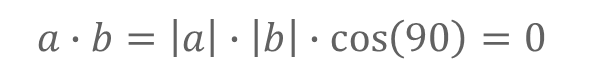 a · b = |a| · |b| · cos(90) = 0